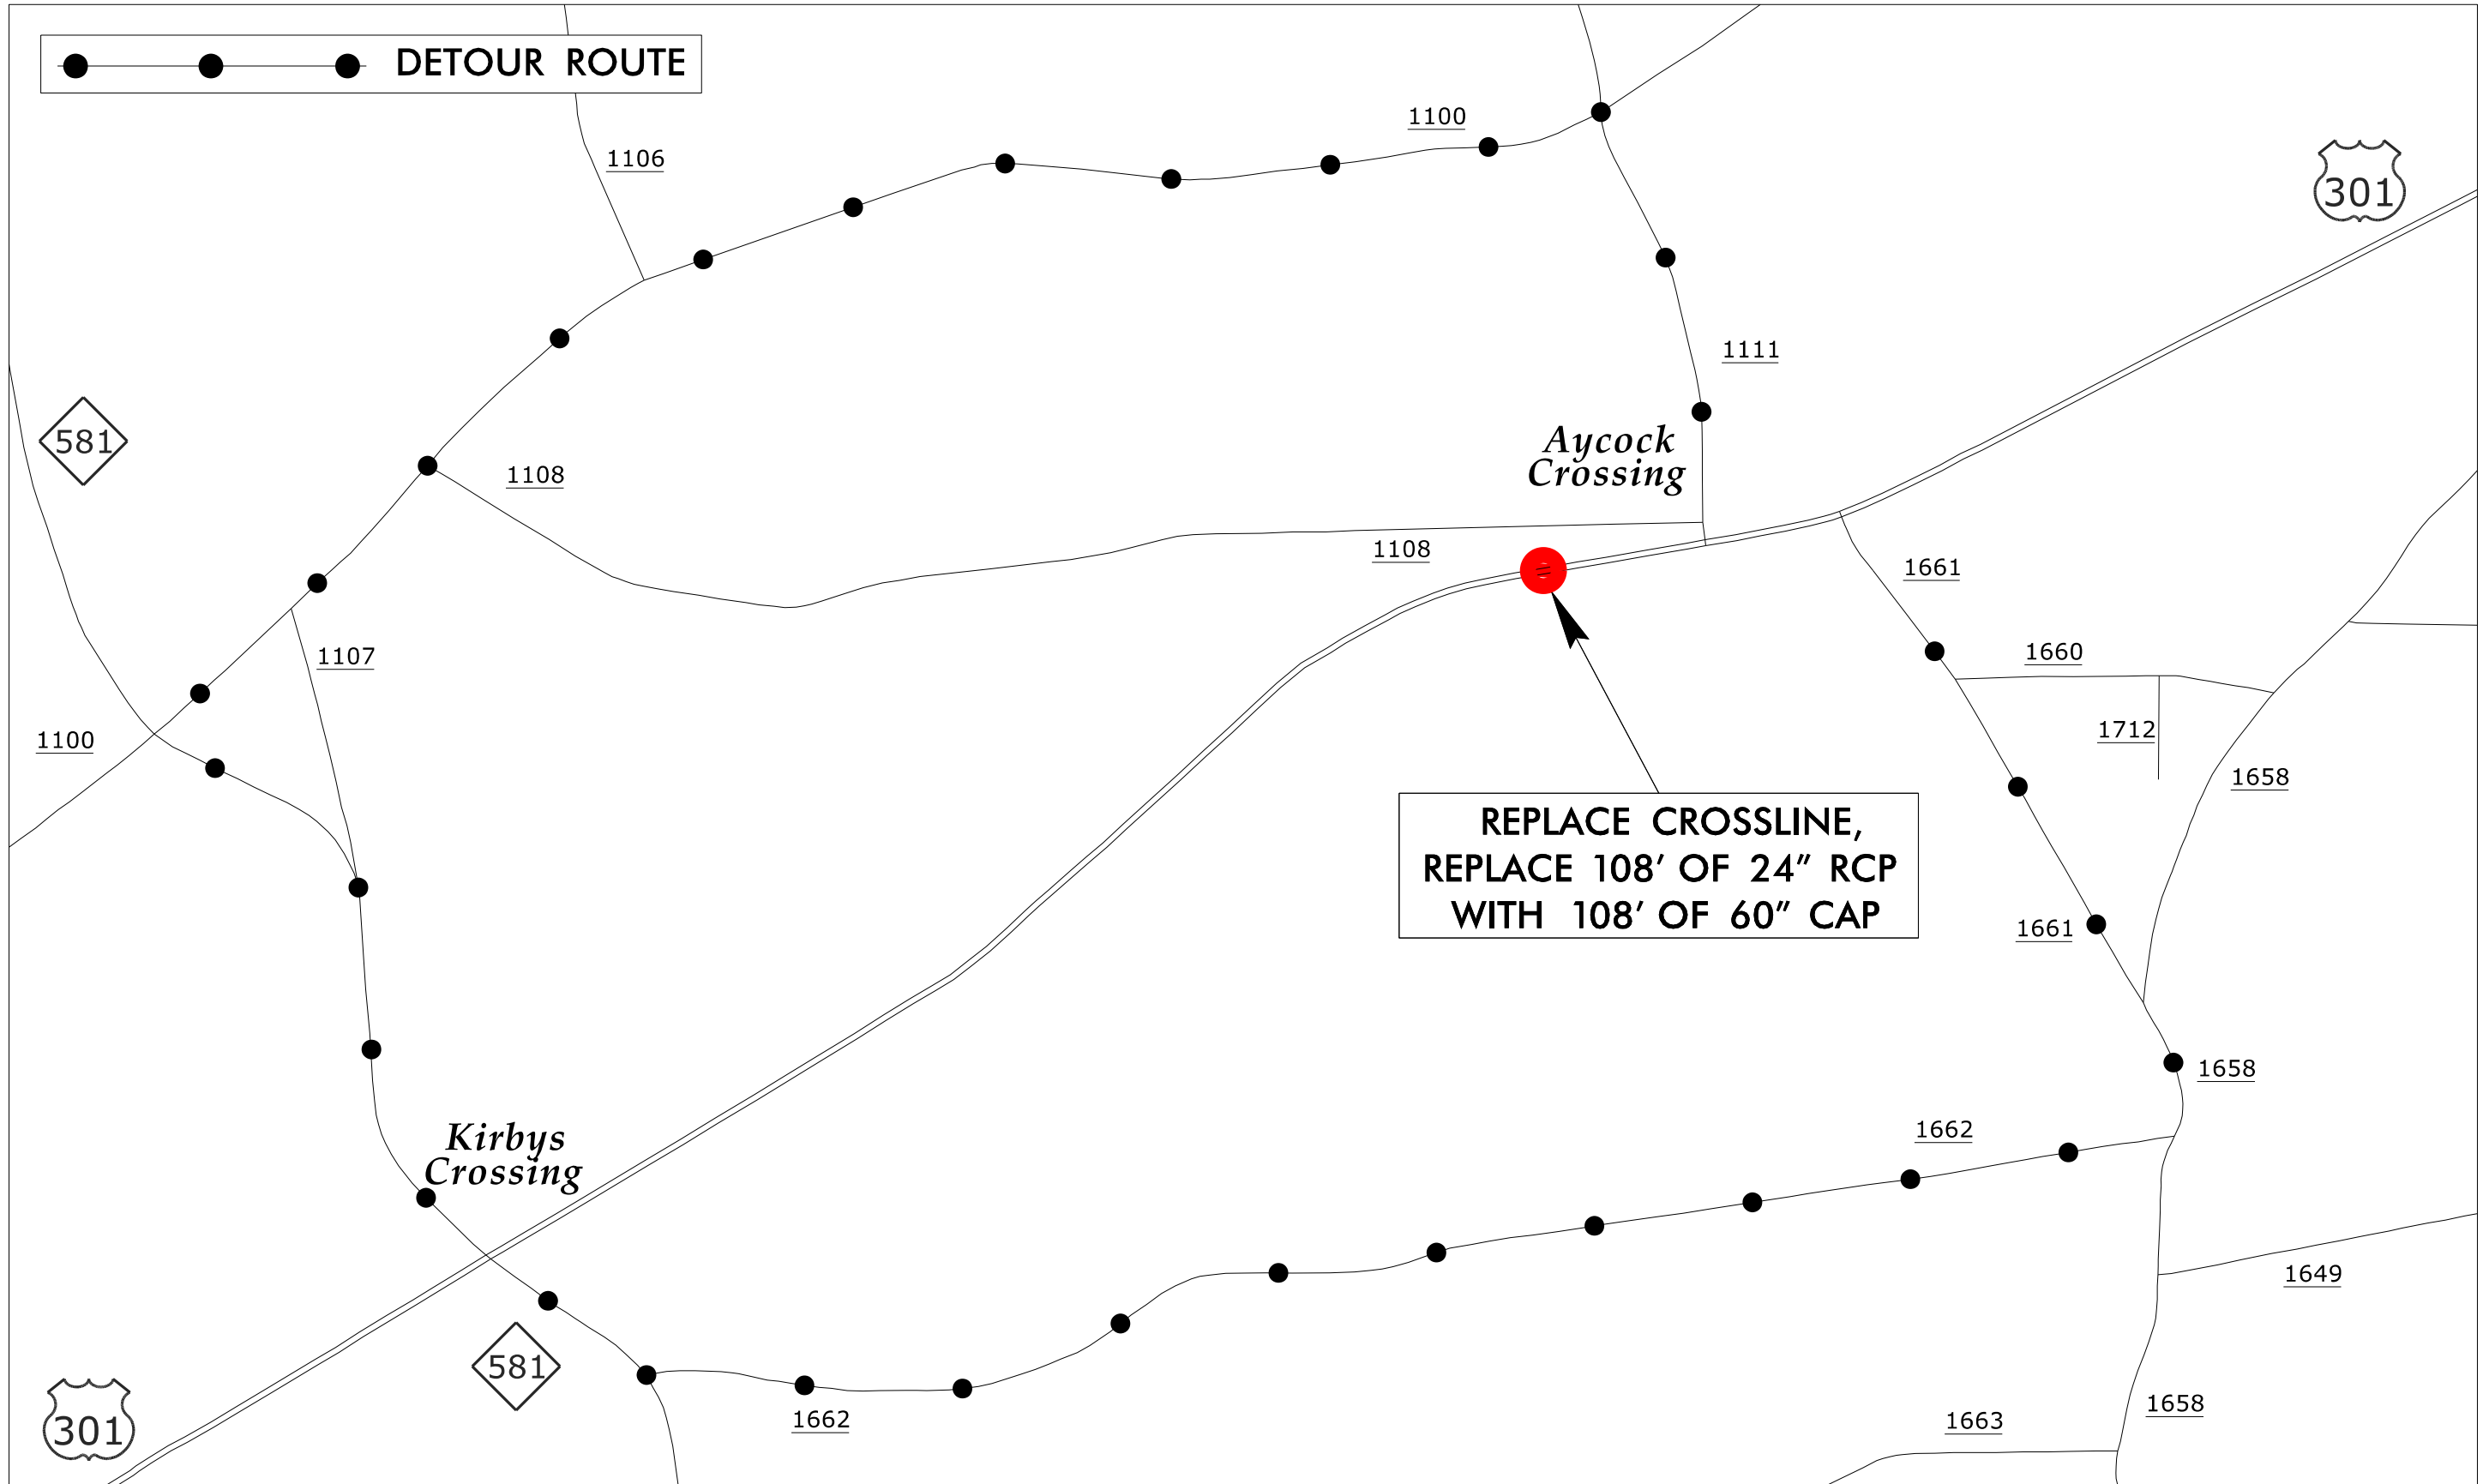 DETOUR ROUTE
1100
1106
301
1111
581
Aycock
Crossing
1108
1108
1661
1107
1660
1100
1712
1658
REPLACE CROSSLINE,
REPLACE 108' OF 24" RCP
WITH 108' OF 60" CAP
1661
1658
Kirbys
Crossing
1662
1649
581
301
1662
1663
1658